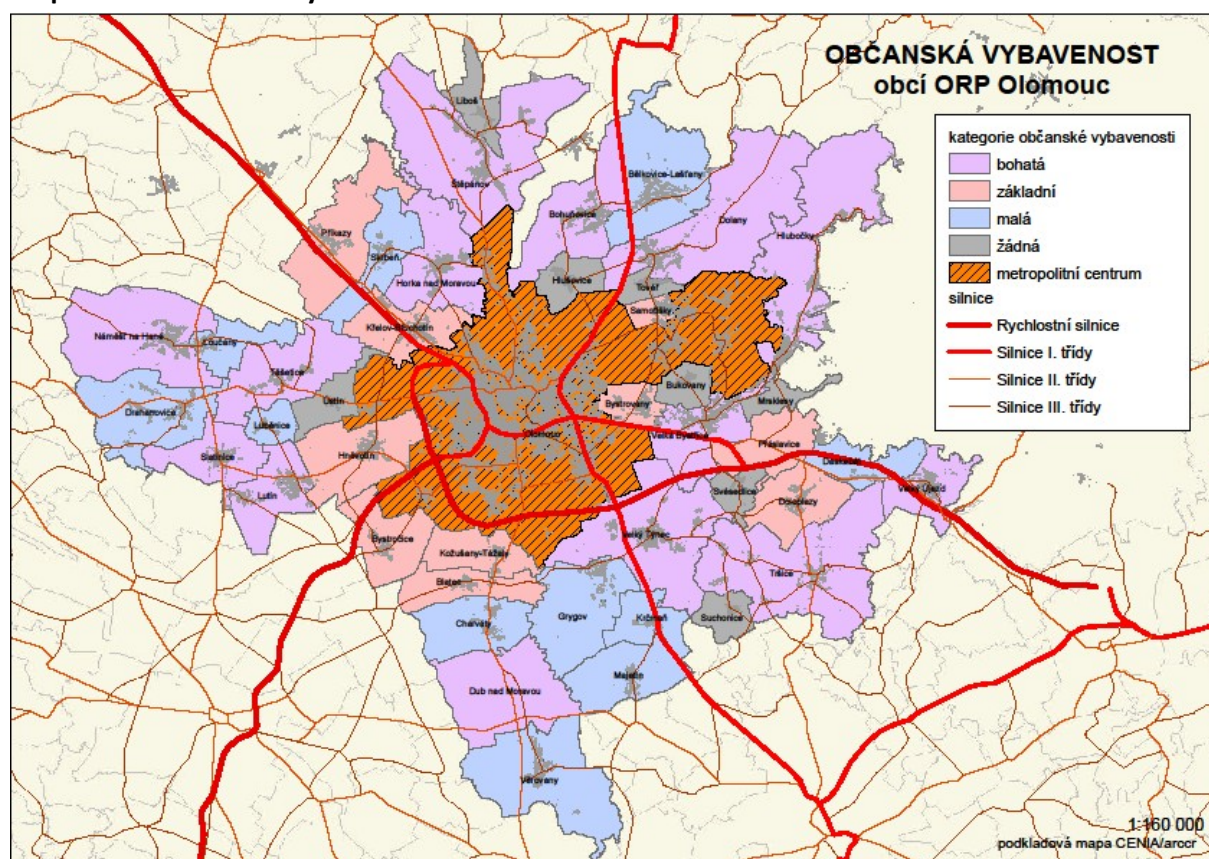 OBČANSKÁ VYBAVENOST
obcí ORP Olomouc
kategorie občanské vybavenosti
bohatá
základní
malá
žádná
metropolitní centrum
silnice
Rychlostní silnice
Silnice I. třídy
Silnice II. třídy
Silnice III. třídy
Liboš
Štěpánov
Bělkovice-Lašťany
Bohuňovice
Dolany
Hlubočky
Příkazy
Skrbeň
Horka nad Moravou
Hlušovice
Tovéř
Samotišky
Křelov-Břuchotín
Náměšť na Hané
Loučany
Těšetice
Ústín
Drahanovice
Luběnice
Slatinice
Hněvotín
Lutín
Olomouc
Bystrovany
Bukovany
Mrsklesy
Velká Bystřice
Přáslavice
Daskabát
Velký Újezd
Svésedlice
Doloplazy
Bystročice
Kožušany-Tážaly
Blatec
Velký Týnec
Tršice
Charváty
Grygov
Krčmaň
Suchonice
Majetín
Dub nad Moravou
Věrovany
1:160 000
podkladová mapa CENIA/arccr